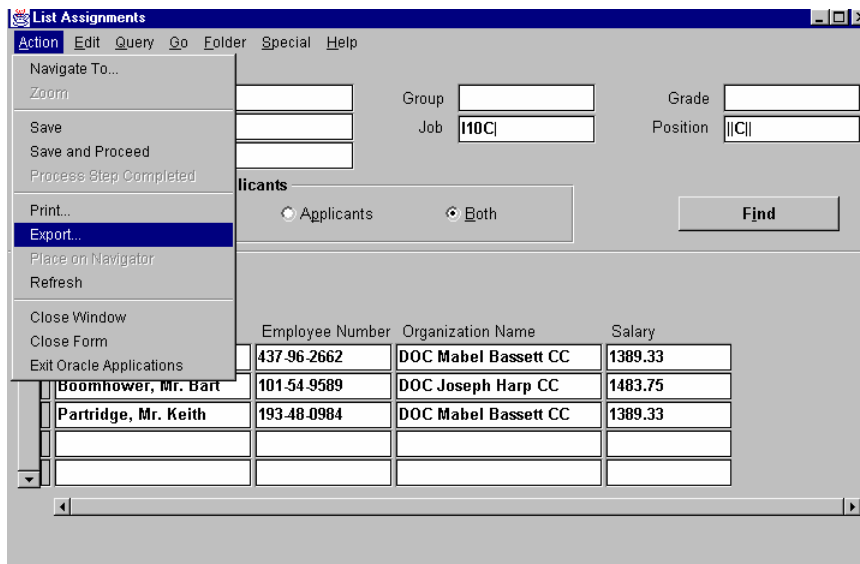 List Assignments
Action Edit Query Go Folder Special Help
Navigate To...
Zoom
Save
Save and Proceed
Process Step Completed
Print...
Export...
Place on Navigator
Refresh
Close Window
Close Form
Exit Oracle Applications
Group Grade
Job I10C Position ||C||
licants
Applicants Both Find
Employee Number Organization Name Salary
437-96-2662 DOC Mabel Bassett CC 1389.33
Boomhower, Mr. Bart 101-54-9589 DOC Joseph Harp CC 1483.75
Partridge, Mr. Keith 193-48-0984 DOC Mabel Bassett CC 1389.33